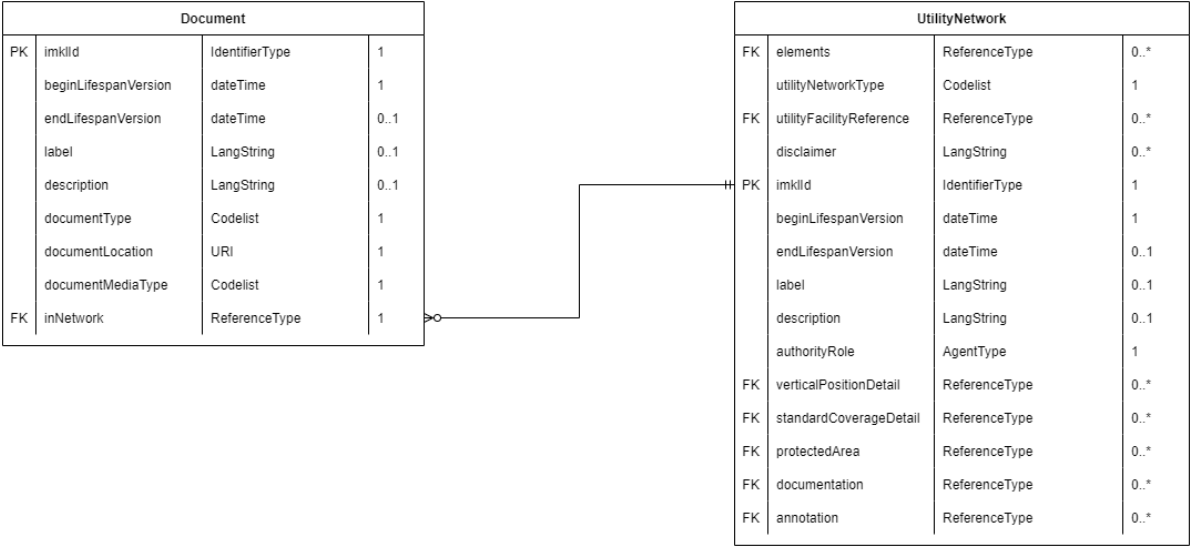 Document
PK imklId IdentifierType 1
beginLifespanVersion dateTime 1
endLifespanVersion dateTime 0..1
label LangString 0..1
description LangString 0..1
documentType Codelist 1
documentLocation URI 1
documentMediaType Codelist 1
FK inNetwork ReferenceType 1
UtilityNetwork
FK elements ReferenceType 0..*
utilityNetworkType Codelist 1
FK utilityFacilityReference ReferenceType 0..*
disclaimer LangString 0..*
PK imklId IdentifierType 1
beginLifespanVersion dateTime 1
endLifespanVersion dateTime 0..1
label LangString 0..1
description LangString 0..1
authorityRole AgentType 1
FK verticalPositionDetail ReferenceType 0..*
FK standardCoverageDetail ReferenceType 0..*
FK protectedArea ReferenceType 0..*
FK documentation ReferenceType 0..*
FK annotation ReferenceType 0..*